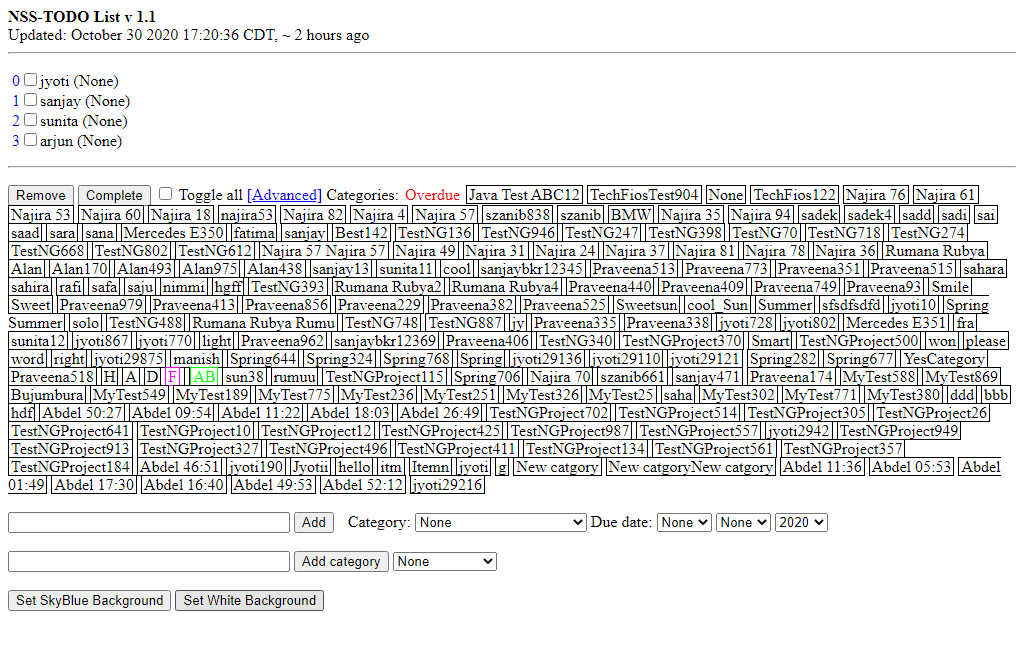 NSS-TODO List v 1.1
Updated: October 30 2020 17:20:36 CDT, ~ 2 hours ago
0 jyoti (None)
1 sanjay (None)
2 sunita (None)
3 arjun (None)
Remove Complete Toggle all [Advanced] Categories: Overdue Java Test ABC12 TechFiosTest904 None TechFios122 Najira 76 Najira 61
Najira 53 Najira 60 Najira 18 najira53 Najira 82 Najira 4 Najira 57 szanib838 szanib BMW Najira 35 Najira 94 sadek sadek4 sadd sadi sai
saad sara sana Mercedes E350 fatima sanjay Best142 TestNG136 TestNG946 TestNG247 TestNG398 TestNG70 TestNG718 TestNG274
TestNG668 TestNG802 TestNG612 Najira 57 Najira 57 Najira 49 Najira 31 Najira 24 Najira 37 Najira 81 Najira 78 Najira 36 Rumana Rubya
Alan Alan170 Alan493 Alan975 Alan438 sanjay13 sunita11 cool sanjaybkr12345 Praveena513 Praveena773 Praveena351 Praveena515 sahara
sahira rafi safa saju nimmi hgff TestNG393 Rumana Rubya2 Rumana Rubya4 Praveena440 Praveena409 Praveena749 Praveena93 Smile
Sweet Praveena979 Praveena413 Praveena856 Praveena229 Praveena382 Praveena525 Sweetsun cool_Sun Summer sfsdfsdfd jyoti10 Spring
Summer solo TestNG488 Rumana Rubya Rumu TestNG748 TestNG887 jy Praveena335 Praveena338 jyoti728 jyoti802 Mercedes E351 fra
sunita12 jyoti867 jyoti770 light Praveena962 sanjaybkr12369 Praveena406 TestNG340 TestNGProject370 Smart TestNGProject500 won please
word right jyoti29875 manish Spring644 Spring324 Spring768 Spring jyoti29136 jyoti29110 jyoti29121 Spring282 Spring677 YesCategory
Praveena518 H A D F AB sun38 rumuu TestNGProject115 Spring706 Najira 70 szanib661 sanjay471 Praveena174 MyTest588 MyTest869
Bujumbura MyTest549 MyTest189 MyTest775 MyTest236 MyTest251 MyTest326 MyTest25 saha MyTest302 MyTest771 MyTest380 ddd bbb
hdf Abdel 50:27 Abdel 09:54 Abdel 11:22 Abdel 18:03 Abdel 26:49 TestNGProject702 TestNGProject514 TestNGProject305 TestNGProject26
TestNGProject641 TestNGProject10 TestNGProject12 TestNGProject425 TestNGProject987 TestNGProject557 jyoti2942 TestNGProject949
TestNGProject913 TestNGProject327 TestNGProject496 TestNGProject411 TestNGProject134 TestNGProject561 TestNGProject357
TestNGProject184 Abdel 46:51 jyoti190 Jyotii hello itm Itemn jyoti g New catgory New catgoryNew catgory Abdel 11:36 Abdel 05:53 Abdel
01:49 Abdel 17:30 Abdel 16:40 Abdel 49:53 Abdel 52:12 jyoti29216
Add Category: None Due date: None None 2020
Add category None
Set SkyBlue Background Set White Background